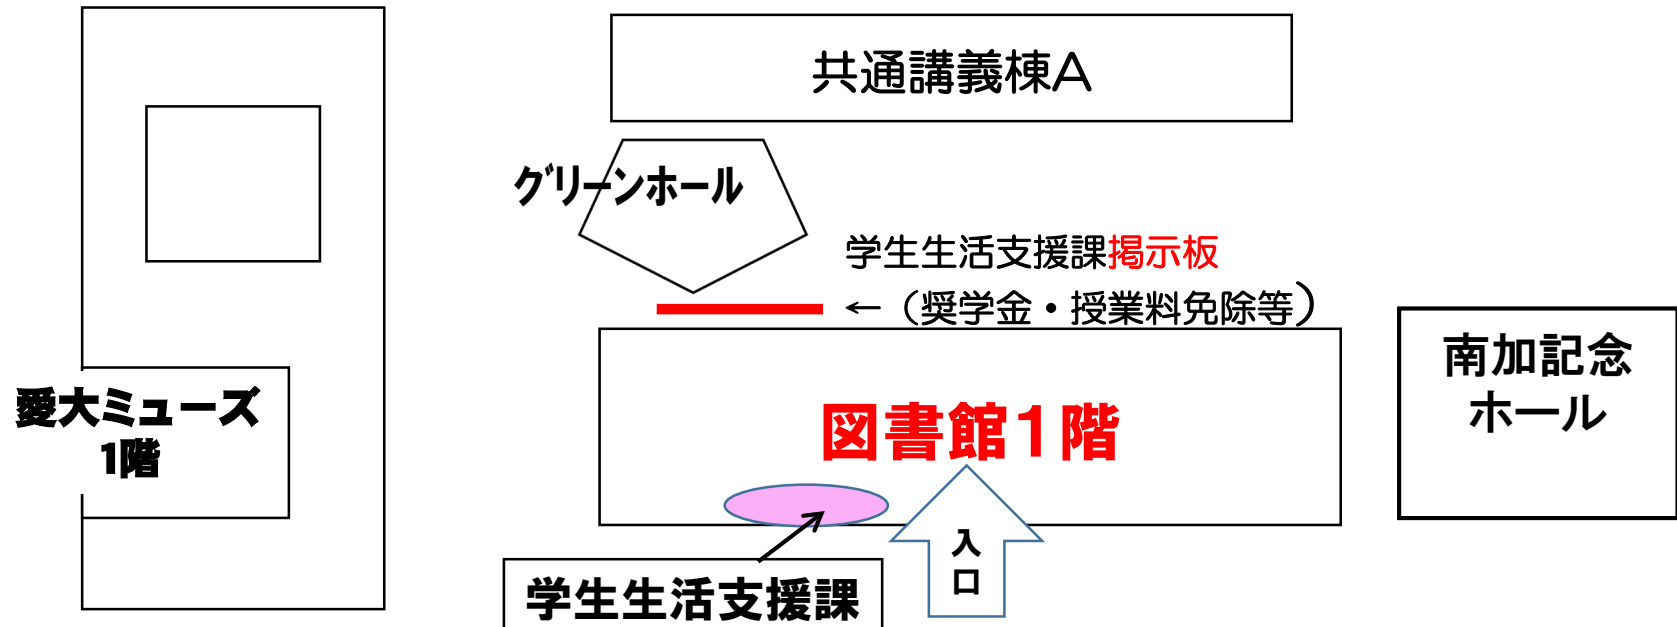 共通講義棟A
グリーンホール
学生生活支援課掲示板
←（奨学金・授業料免除等）
南加記念
ホール
愛大ミューズ
1階
図書館1階
入
口
学生生活支援課